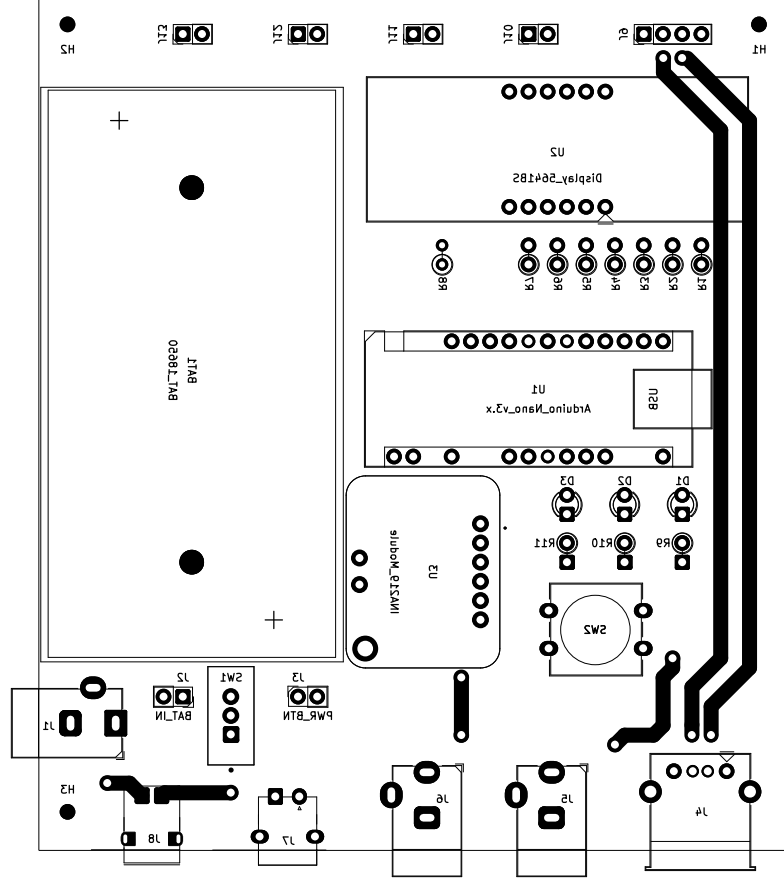 J13
J12
J11
J10
J9
H2
H1
U2
Display_5641BS
R8
R7
R6
R5
R4
R3
R2
R1
BAT_18650
BAT1
U1
Arduino_Nano_v3.x
USB
D3
D2
D1
R11
R10
R9
INA219_Module
U3
SW2
J2
SW1
J3
J1
BAT_IN
PWR_BTN
H3
J6
J5
J4
J8
J7